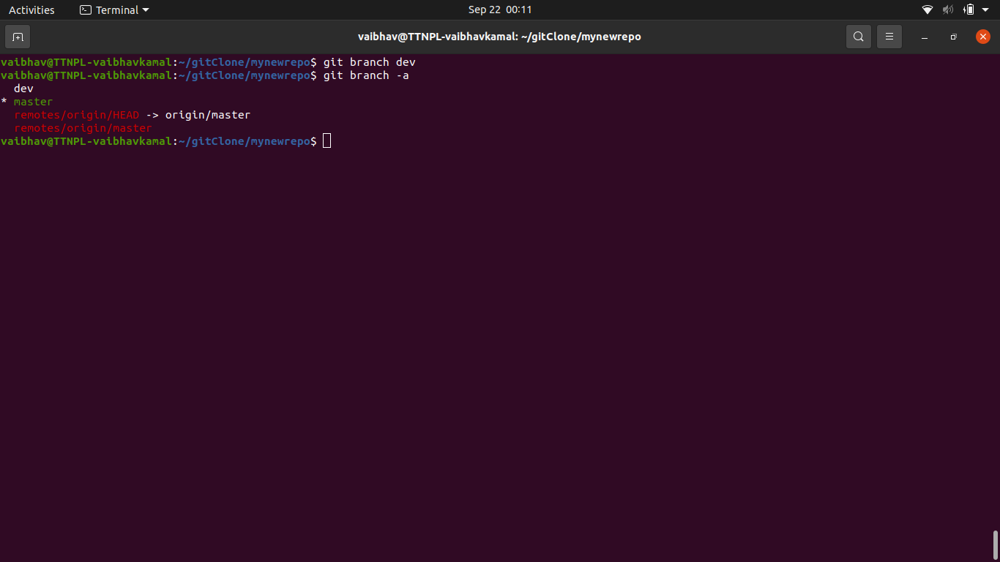 Activities Terminal Sep 22 00:11
vaibhav@TTNPL-vaibhavkamal: ~/gitClone/mynewrepo
vaibhav@TTNPL-vaibhavkamal:~/gitClone/mynewrepo$ git branch dev
vaibhav@TTNPL-vaibhavkamal:~/gitClone/mynewrepo$ git branch -a
  dev
* master
  remotes/origin/HEAD -> origin/master
  remotes/origin/master
vaibhav@TTNPL-vaibhavkamal:~/gitClone/mynewrepo$